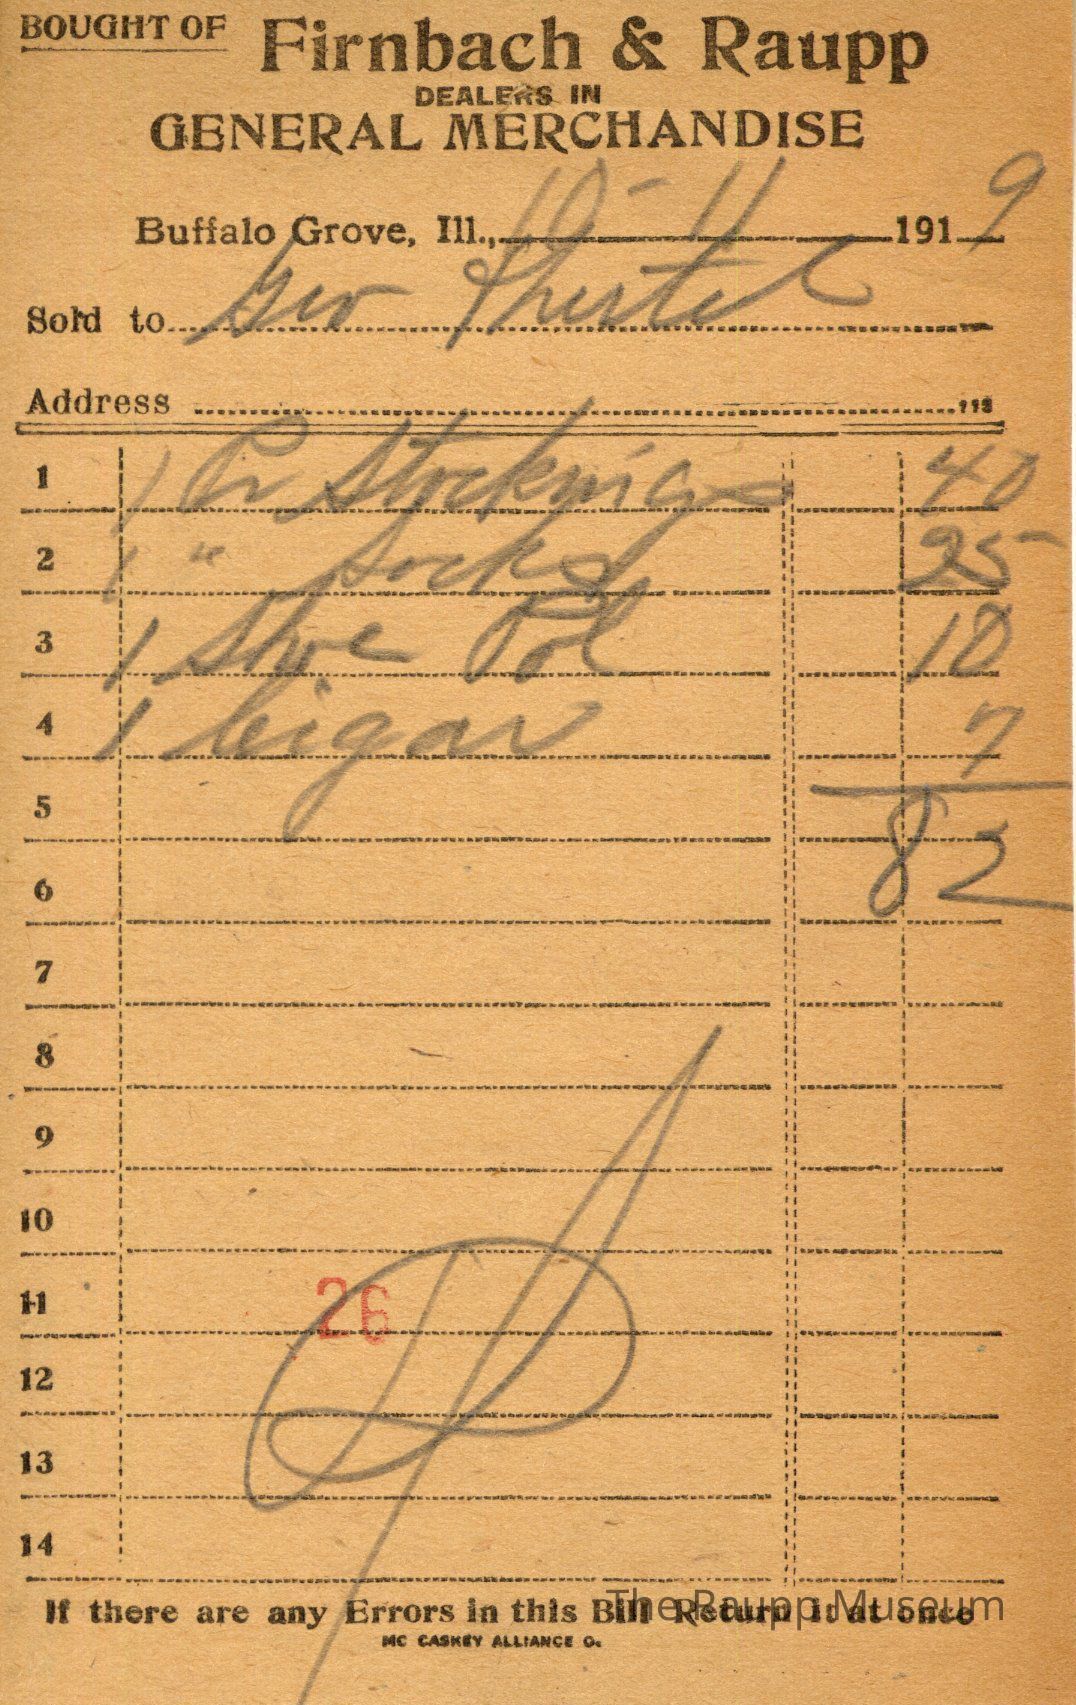 BOUGHT OF Firnbach & Raupp
DEALERS IN
GENERAL MERCHANDISE
Buffalo Grove, Ill., 10-11 1919
Sold to Geo
Address
1 1 Pr Stockings 40
2 1 " Socks 25
3 1 Shoe Pol 10
4 1 Cigar 7
5 82
6
7
8
9
10
11 26
12
13
14
If there are any Errors in this Bill Return it at once
The Raupp Museum
MC CASKEY ALLIANCE O.